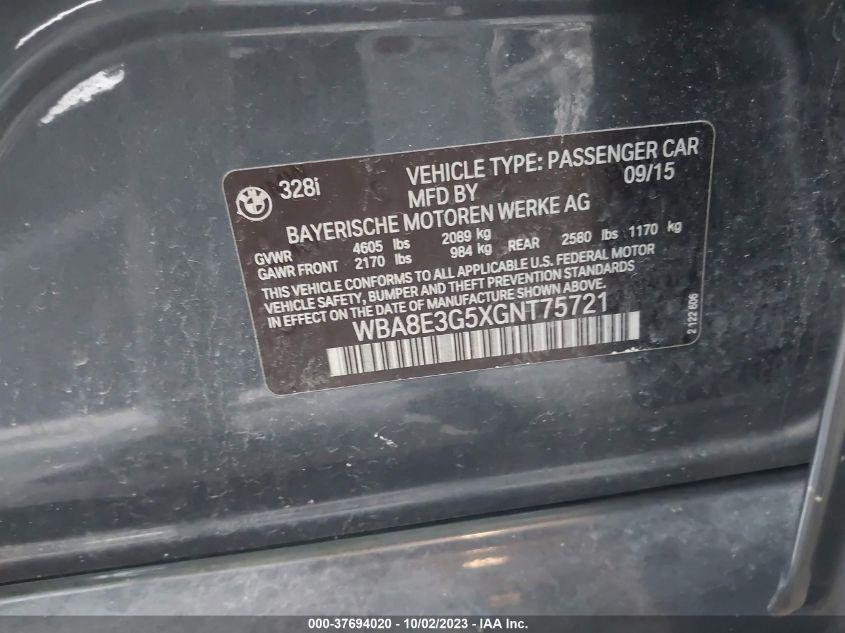 328i
VEHICLE TYPE: PASSENGER CAR
MFD BY 09/15
BAYERISCHE MOTOREN WERKE AG
GVWR 4605 lbs 2089 kg
GAWR FRONT 2170 lbs 984 kg REAR 2580 lbs 1170 kg
THIS VEHICLE CONFORMS TO ALL APPLICABLE U.S. FEDERAL MOTOR
VEHICLE SAFETY, BUMPER AND THEFT PREVENTION STANDARDS
IN EFFECT ON THE DATE OF MANUFACTURE SHOWN ABOVE.
WBA8E3G5XGNT75721
2 122 606
000-37694020 - 10/02/2023 - IAA Inc.